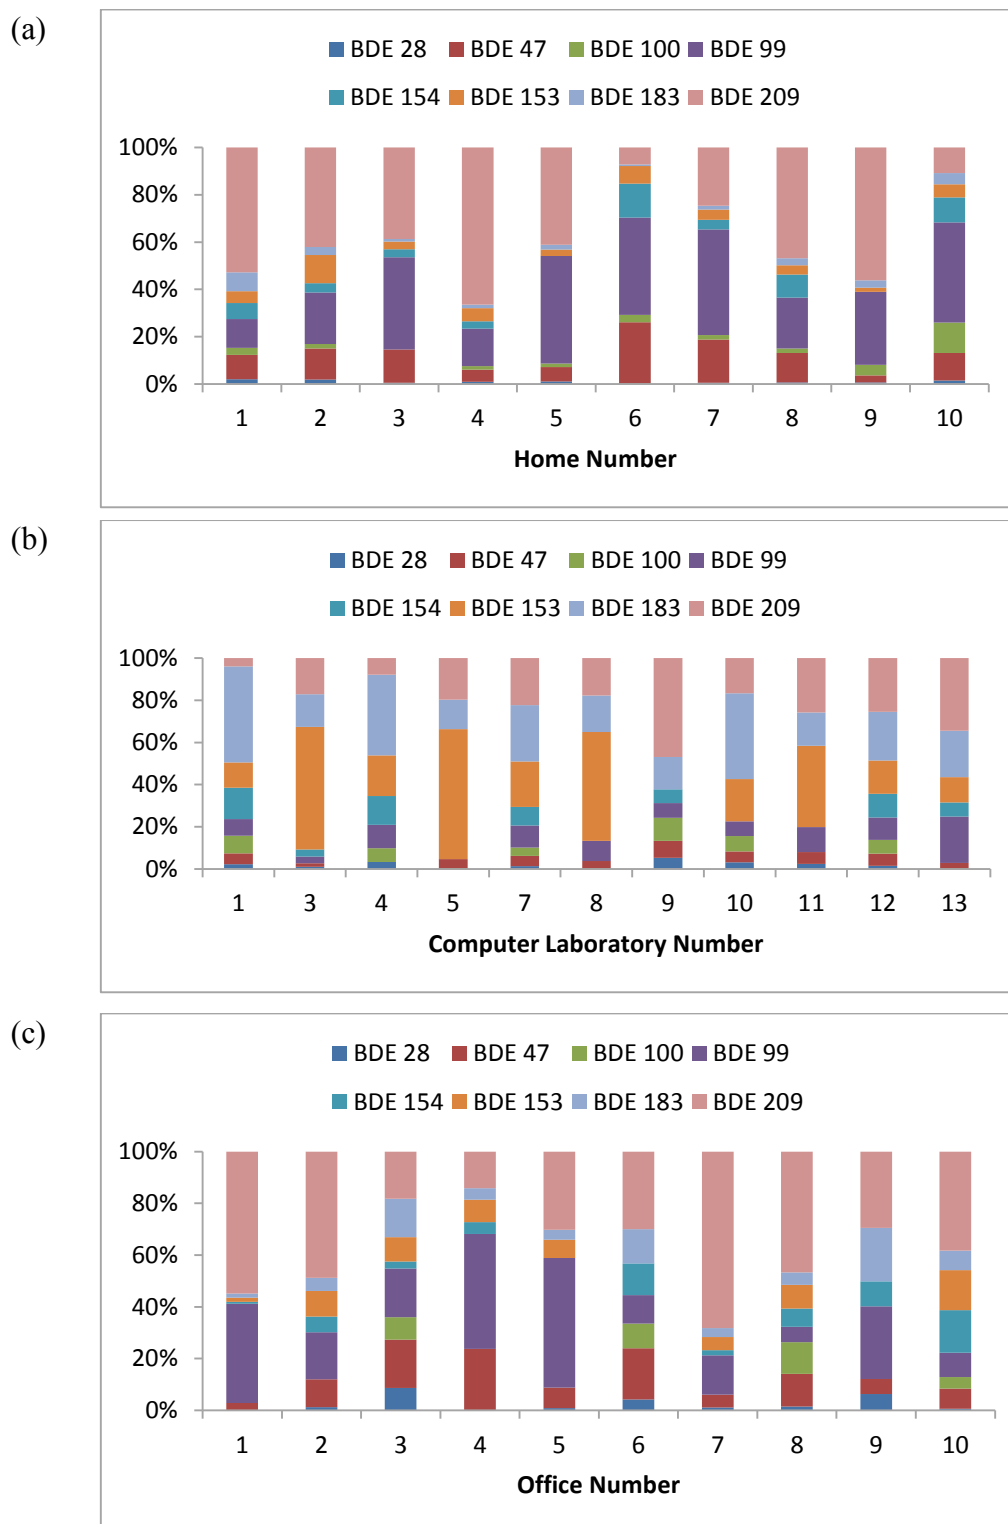 (a)
BDE 28 BDE 47 BDE 100 BDE 99
BDE 154 BDE 153 BDE 183 BDE 209
100%
80%
60%
40%
20%
0%
1 2 3 4 5 6 7 8 9 10
Home Number
(b)
BDE 28 BDE 47 BDE 100 BDE 99
BDE 154 BDE 153 BDE 183 BDE 209
100%
80%
60%
40%
20%
0%
1 3 4 5 7 8 9 10 11 12 13
Computer Laboratory Number
(c)
BDE 28 BDE 47 BDE 100 BDE 99
BDE 154 BDE 153 BDE 183 BDE 209
100%
80%
60%
40%
20%
0%
1 2 3 4 5 6 7 8 9 10
Office Number